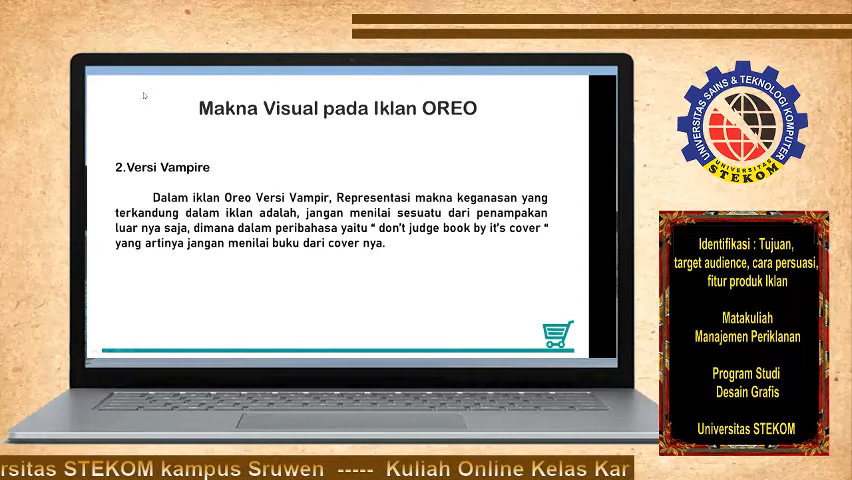 Makna Visual pada Iklan OREO
2.Versi Vampire
Dalam iklan Oreo Versi Vampir, Representasi makna keganasan yang
terkandung dalam iklan adalah, jangan menilai sesuatu dari penampakan
luar nya saja, dimana dalam peribahasa yaitu “ don't judge book by it's cover “
yang artinya jangan menilai buku dari cover nya.
UNIVERSITAS SAINS & TEKNOLOGI KOMPUTER
UNIVERSITAS
STEKOM
Identifikasi : Tujuan,
target audience, cara persuasi,
fitur produk Iklan
Matakuliah
Manajemen Periklanan
Program Studi
Desain Grafis
Universitas STEKOM
rsitas STEKOM kampus Sruwen ----- Kuliah Online Kelas Kar